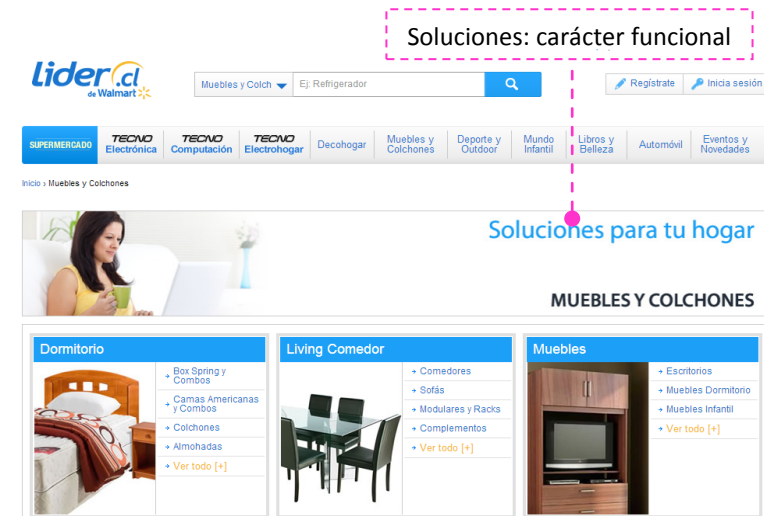 Soluciones: carácter funcional
lider.cl
de Walmart
Muebles y Colch
Ej: Refrigerador
Regístrate
Inicia sesión
SUPERMERCADO
TECNO
Electrónica
TECNO
Computación
TECNO
Electrohogar
Decohogar
Muebles y
Colchones
Deporte y
Outdoor
Mundo
Infantil
Libros y
Belleza
Automóvil
Eventos y
Novedades
Inicio › Muebles y Colchones
Soluciones para tu hogar
MUEBLES Y COLCHONES
Dormitorio
Box Spring y
Combos
Camas Americanas
y Combos
Colchones
Almohadas
Ver todo [+]
Living Comedor
Comedores
Sofás
Modulares y Racks
Complementos
Ver todo [+]
Muebles
Escritorios
Muebles Dormitorio
Muebles Infantil
Ver todo [+]